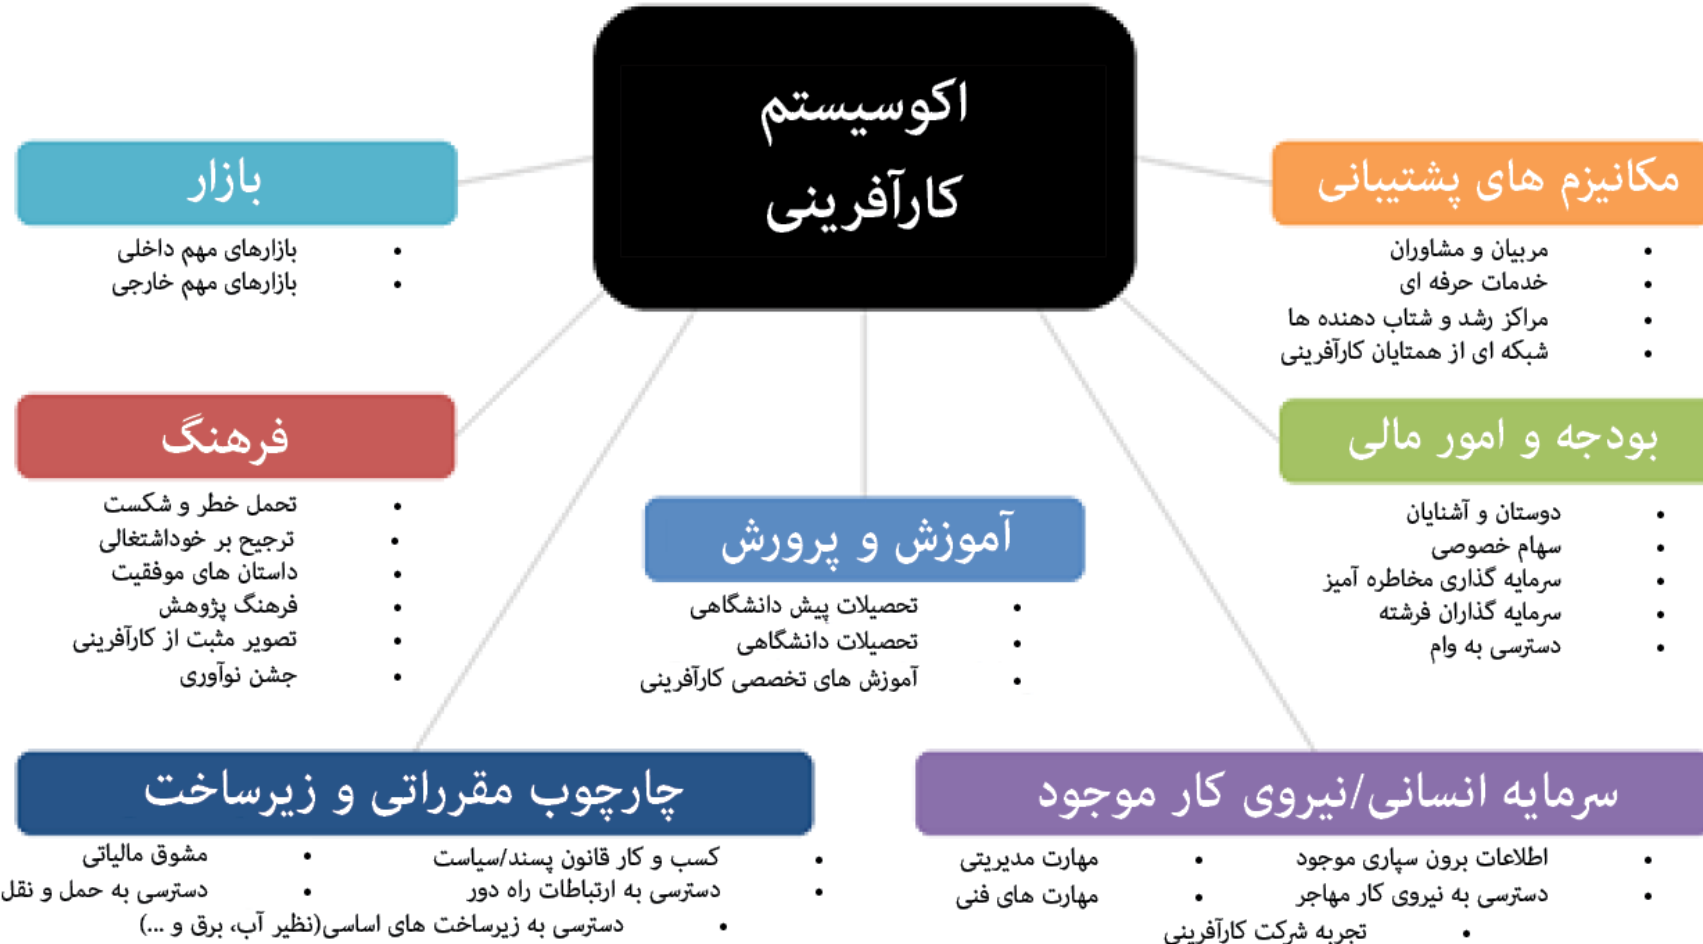 اکوسیستم
کارآفرینی
مکانیزم های پشتیبانی
مربیان و مشاوران
خدمات حرفه ای
مراکز رشد و شتاب دهنده ها
شبکه ای از همتایان کارآفرینی
بودجه و امور مالی
دوستان و آشنایان
سهام خصوصی
سرمایه گذاری مخاطره آمیز
سرمایه گذاران فرشته
دسترسی به وام
سرمایه انسانی/نیروی کار موجود
اطلاعات برون سپاری موجود
دسترسی به نیروی کار مهاجر
مهارت مدیریتی
مهارت های فنی
تجربه شرکت کارآفرینی
آموزش و پرورش
تحصیلات پیش دانشگاهی
تحصیلات دانشگاهی
آموزش های تخصصی کارآفرینی
بازار
بازارهای مهم داخلی
بازارهای مهم خارجی
فرهنگ
تحمل خطر و شکست
ترجیح بر خوداشتغالی
داستان های موفقیت
فرهنگ پژوهش
تصویر مثبت از کارآفرینی
جشن نوآوری
چارچوب مقرراتی و زیرساخت
کسب و کار قانون پسند/سیاست
دسترسی به ارتباطات راه دور
مشوق مالیاتی
دسترسی به حمل و نقل
دسترسی به زیرساخت های اساسی(نظیر آب، برق و ...)